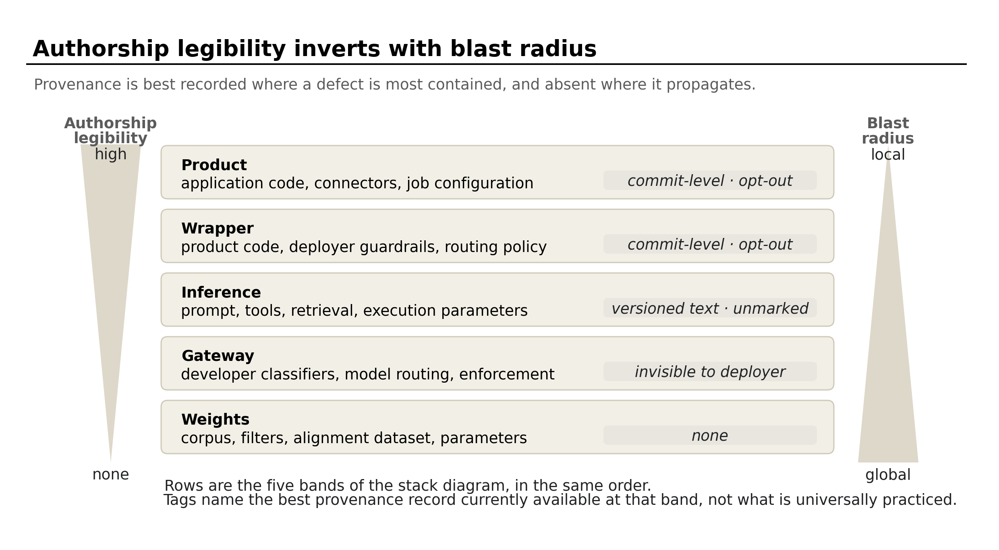 Authorship legibility inverts with blast radius
Provenance is best recorded where a defect is most contained, and absent where it propagates.
Authorship
legibility
high
Blast
radius
local
Product
application code, connectors, job configuration
commit-level · opt-out
Wrapper
product code, deployer guardrails, routing policy
commit-level · opt-out
Inference
prompt, tools, retrieval, execution parameters
versioned text · unmarked
Gateway
developer classifiers, model routing, enforcement
invisible to deployer
Weights
corpus, filters, alignment dataset, parameters
none
none
global
Rows are the five bands of the stack diagram, in the same order.
Tags name the best provenance record currently available at that band, not what is universally practiced.